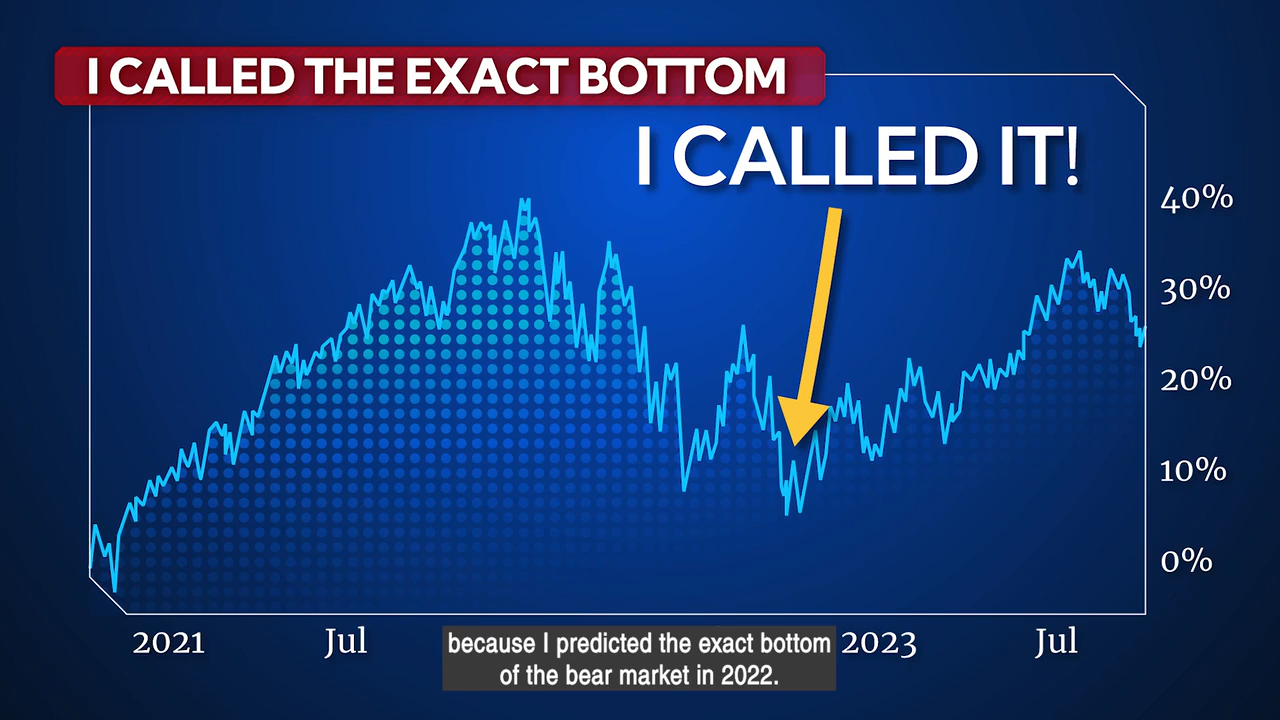 I CALLED THE EXACT BOTTOM
I CALLED IT!
40%
30%
20%
10%
0%
2021
Jul
2023
Jul
because I predicted the exact bottom
of the bear market in 2022.